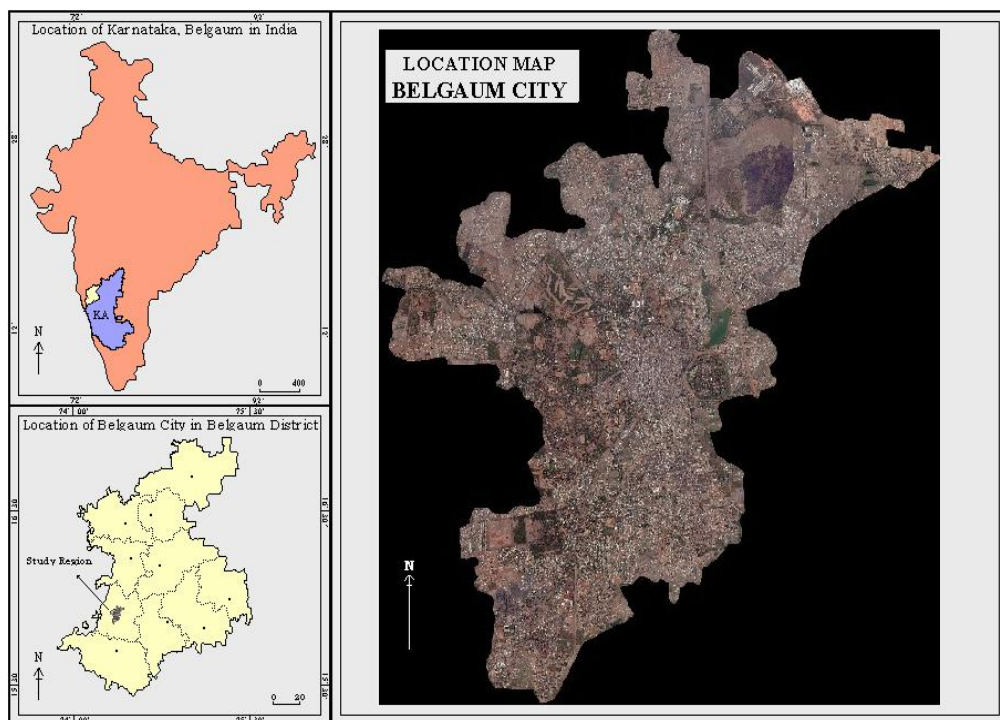 72° 92°
Location of Karnataka, Belgaum in India
28° 28°
KA
12° 12°
N
0 400
72° 92°
74° 00' 75° 30'
Location of Belgaum City in Belgaum District
16° 30' 16° 30'
Study Region
N
15° 30' 15° 30'
0 20
74° 00' 75° 30'
LOCATION MAP
BELGAUM CITY
N